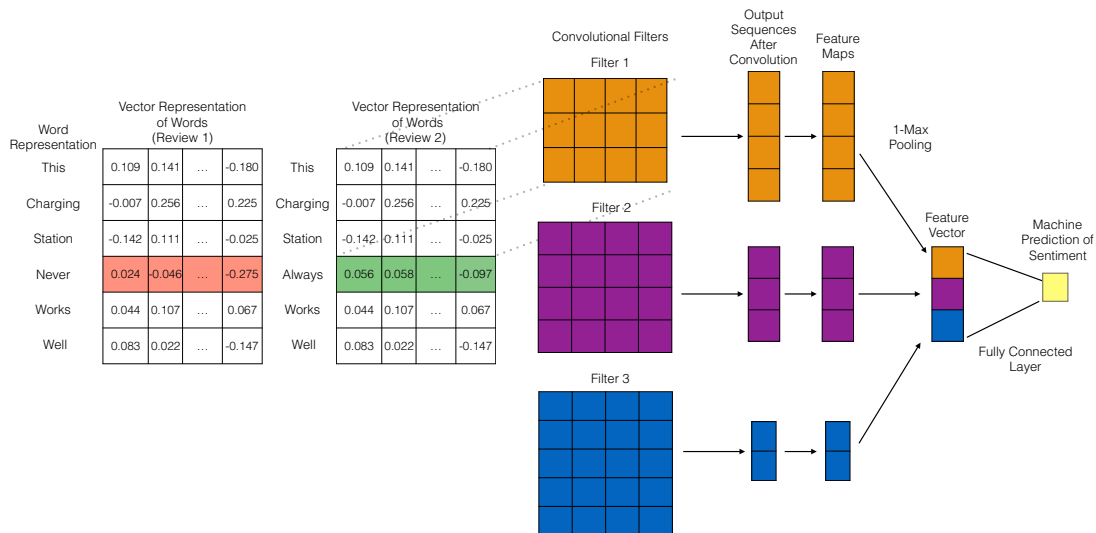 Convolutional Filters
Output
Sequences
After
Convolution
Feature
Maps
Filter 1
Vector Representation
of Words
(Review 1)
Vector Representation
of Words
(Review 2)
Word
Representation
This 0.109 0.141 … -0.180 This 0.109 0.141 … -0.180
Charging -0.007 0.256 … 0.225 Charging -0.007 0.256 … 0.225
Station -0.142 0.111 … -0.025 Station -0.142 0.111 … -0.025
Never 0.024 -0.046 … -0.275 Always 0.056 0.058 … -0.097
Works 0.044 0.107 … 0.067 Works 0.044 0.107 … 0.067
Well 0.083 0.022 … -0.147 Well 0.083 0.022 … -0.147
1-Max
Pooling
Filter 2
Feature
Vector
Machine
Prediction of
Sentiment
Fully Connected
Layer
Filter 3